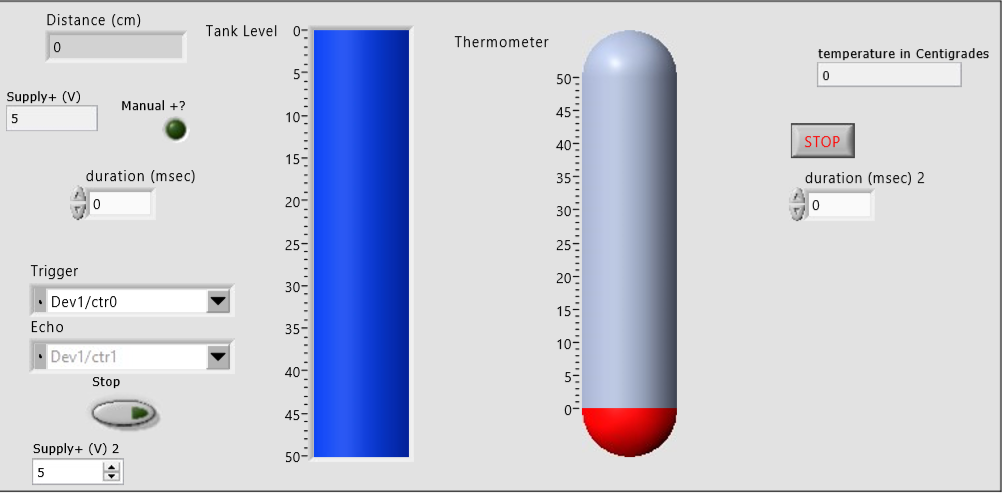 Distance (cm)
0
Supply+ (V)
5
Manual +?
duration (msec)
0
Trigger
Dev1/ctr0
Echo
Dev1/ctr1
Stop
Supply+ (V) 2
5
Tank Level
0
5
10
15
20
25
30
35
40
45
50
Thermometer
50
45
40
35
30
25
20
15
10
5
0
temperature in Centigrades
0
STOP
duration (msec) 2
0